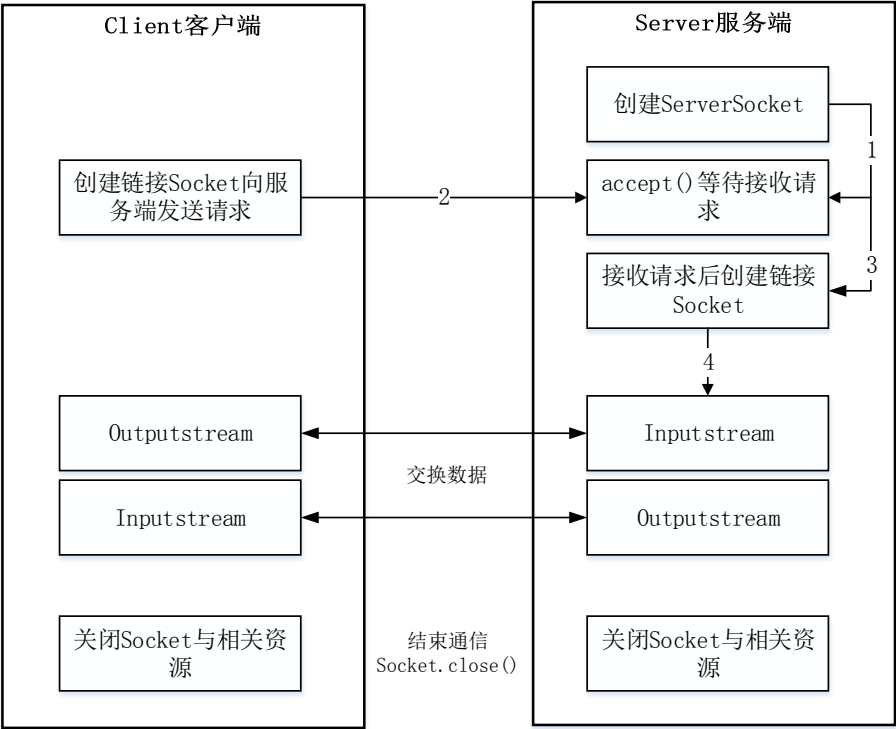 Client客户端
创建链接Socket向服
务端发送请求
Outputstream
Inputstream
关闭Socket与相关资
源
2
交换数据
结束通信
Socket.close()
Server服务端
创建ServerSocket
1
accept()等待接收请
求
3
接收请求后创建链接
Socket
4
Inputstream
Outputstream
关闭Socket与相关资
源